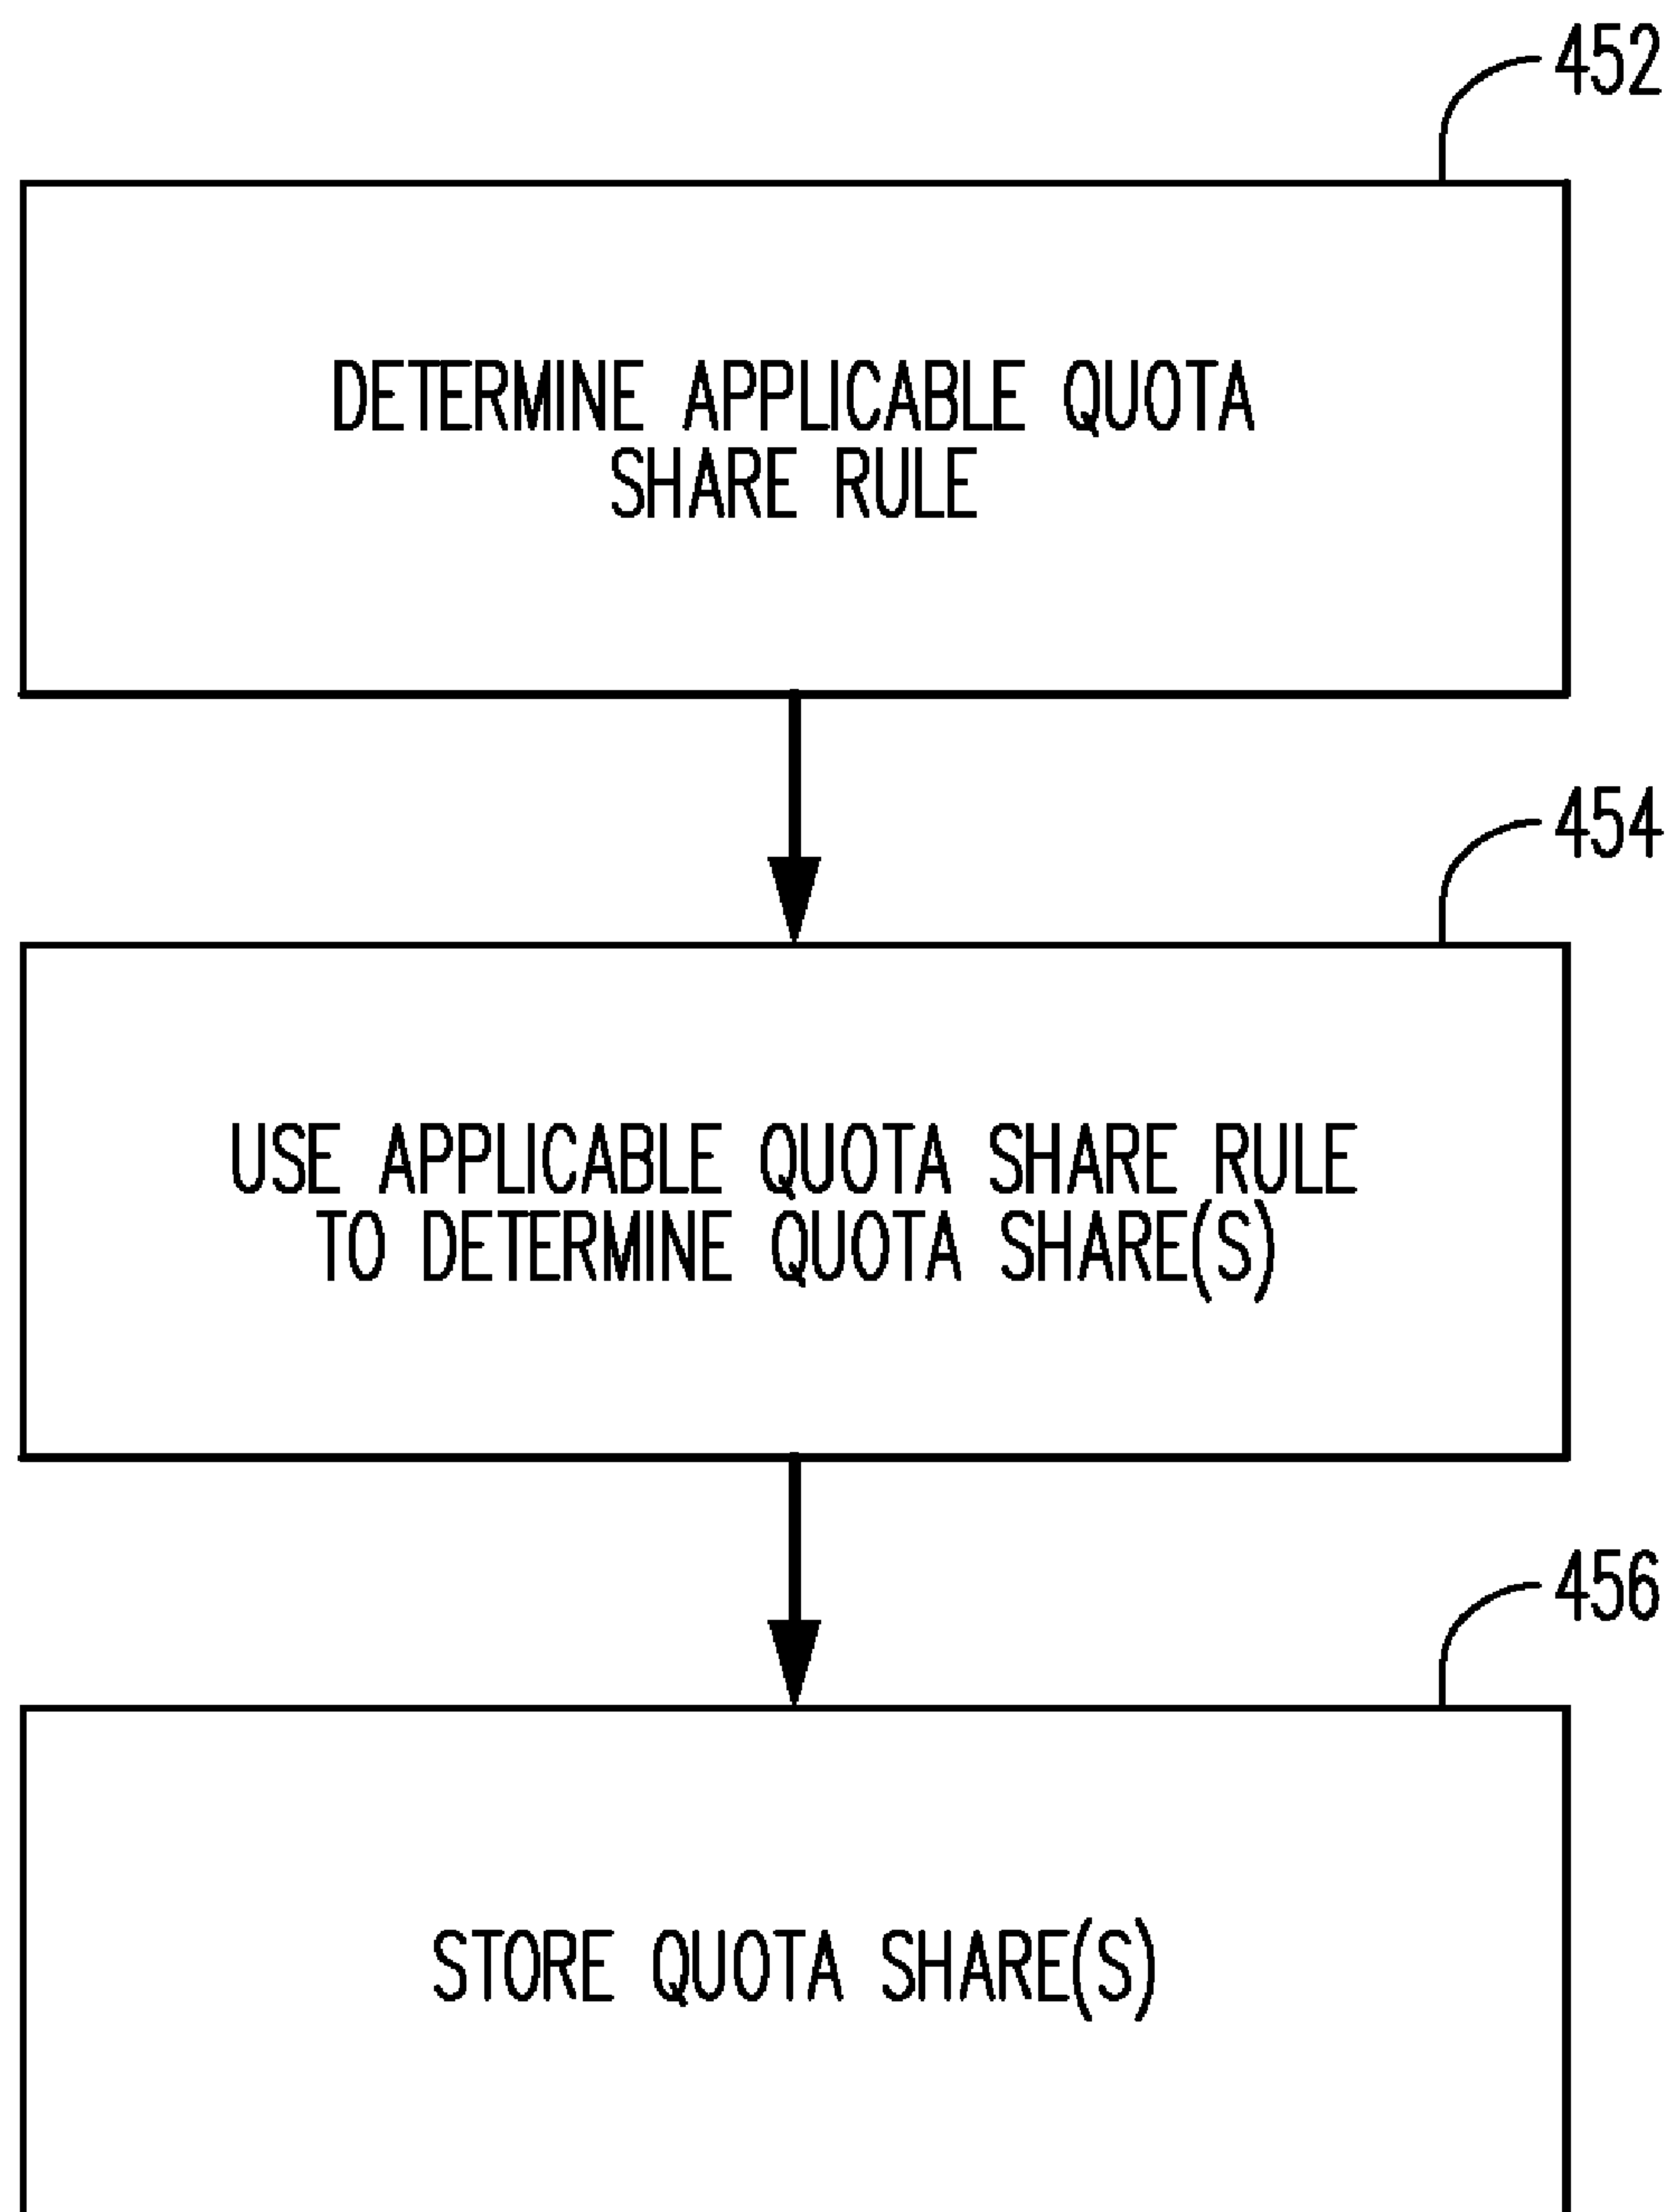 452
DETERMINE APPLICABLE QUOTA
SHARE RULE
454
USE APPLICABLE QUOTA SHARE RULE
TO DETERMINE QUOTA SHARE(S)
456
STORE QUOTA SHARE(S)